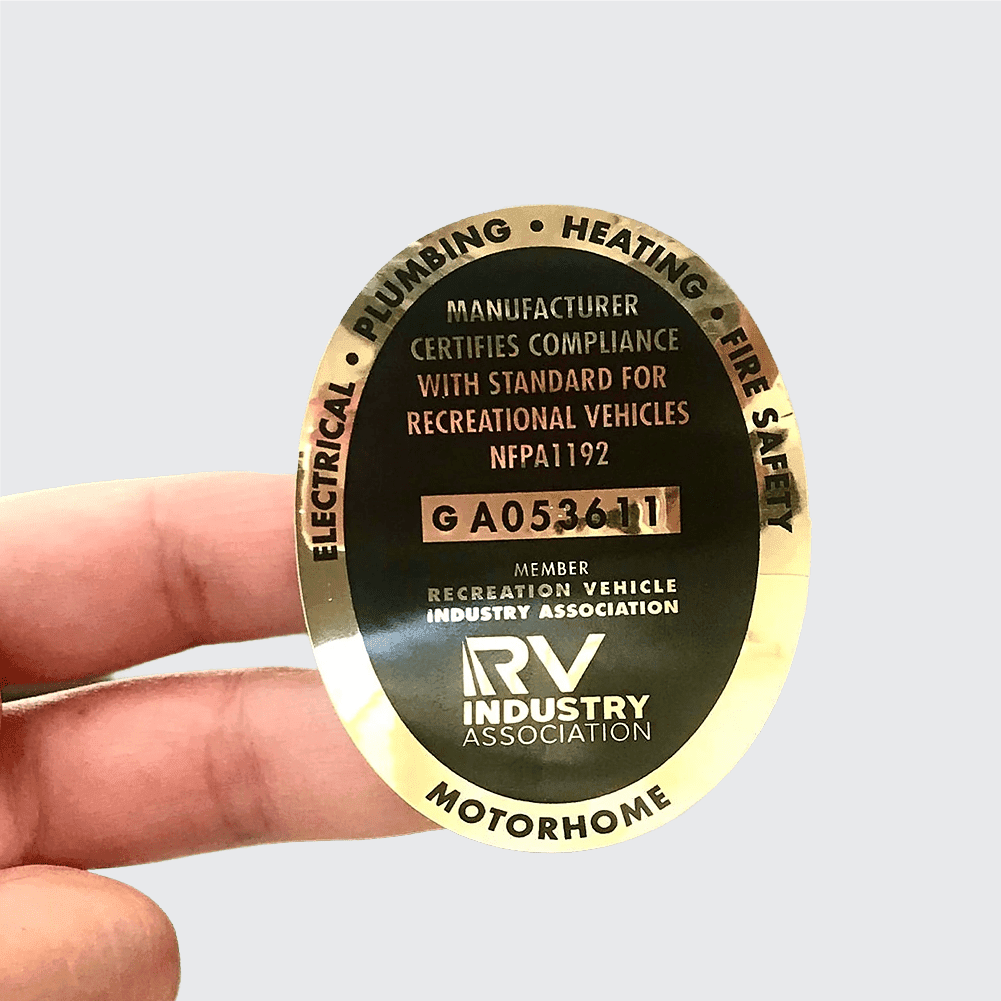 ELECTRICAL • PLUMBING • HEATING • FIRE SAFETY
MANUFACTURER
CERTIFIES COMPLIANCE
WITH STANDARD FOR
RECREATIONAL VEHICLES
NFPA1192
GA053611
MEMBER
RECREATION VEHICLE
INDUSTRY ASSOCIATION
RV
INDUSTRY
ASSOCIATION
MOTORHOME